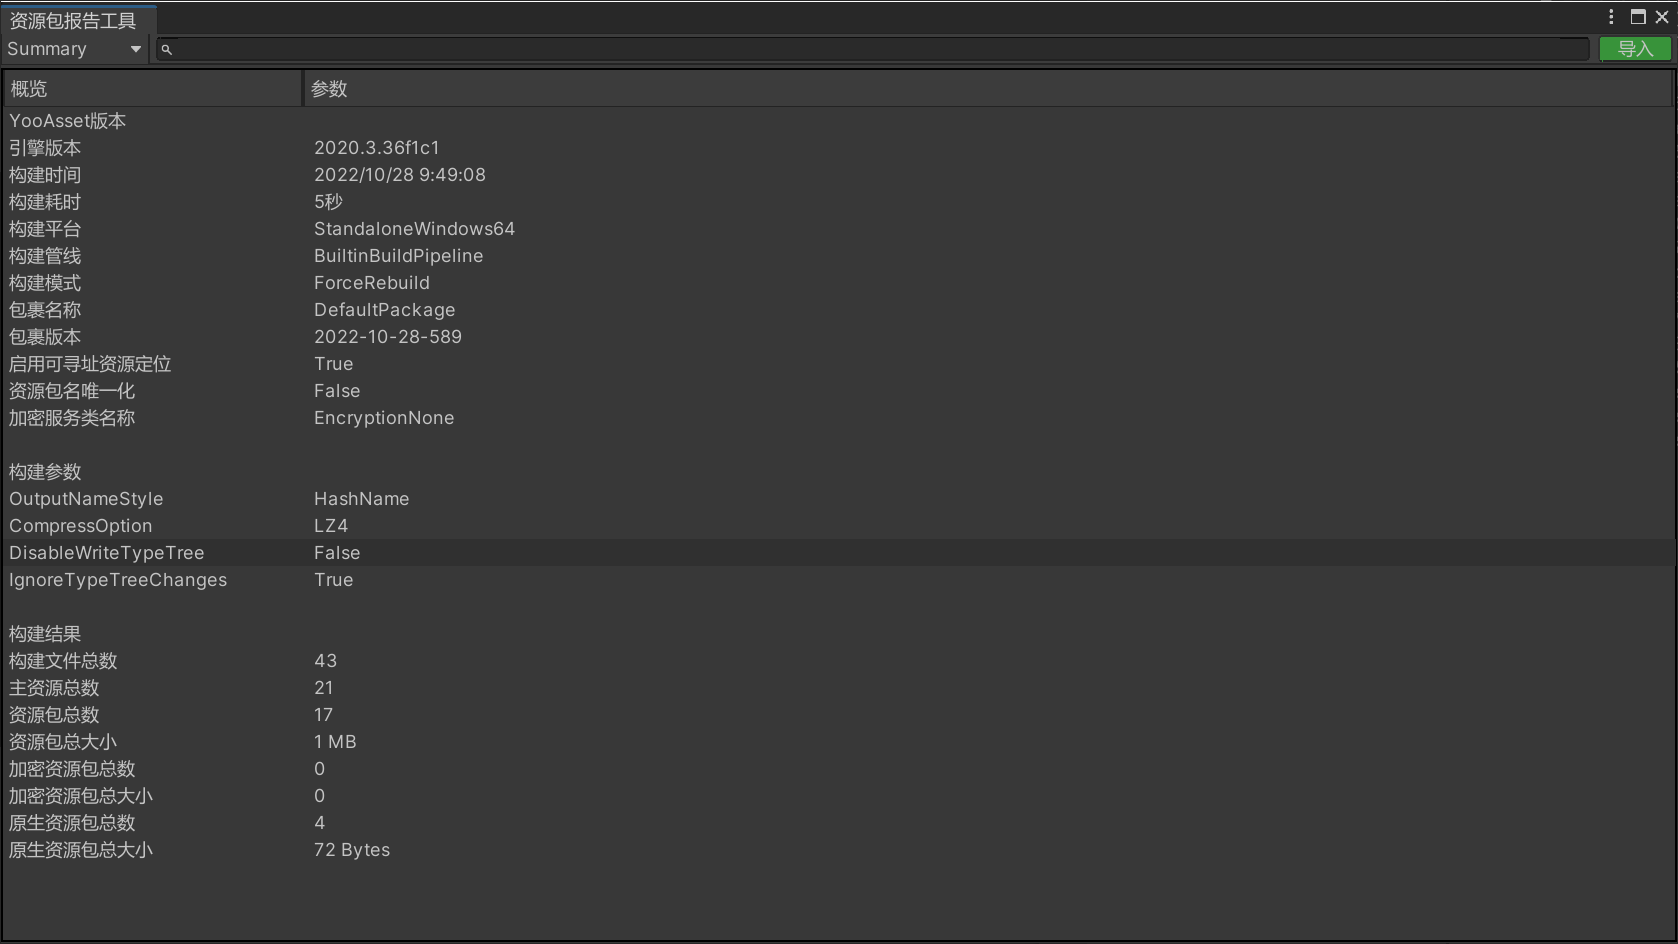 资源包报告工具
Summary
导入
概览 参数
YooAsset版本
引擎版本 2020.3.36f1c1
构建时间 2022/10/28 9:49:08
构建耗时 5秒
构建平台 StandaloneWindows64
构建管线 BuiltinBuildPipeline
构建模式 ForceRebuild
包裹名称 DefaultPackage
包裹版本 2022-10-28-589
启用可寻址资源定位 True
资源包名唯一化 False
加密服务类名称 EncryptionNone
构建参数
OutputNameStyle HashName
CompressOption LZ4
DisableWriteTypeTree False
IgnoreTypeTreeChanges True
构建结果
构建文件总数 43
主资源总数 21
资源包总数 17
资源包总大小 1 MB
加密资源包总数 0
加密资源包总大小 0
原生资源包总数 4
原生资源包总大小 72 Bytes